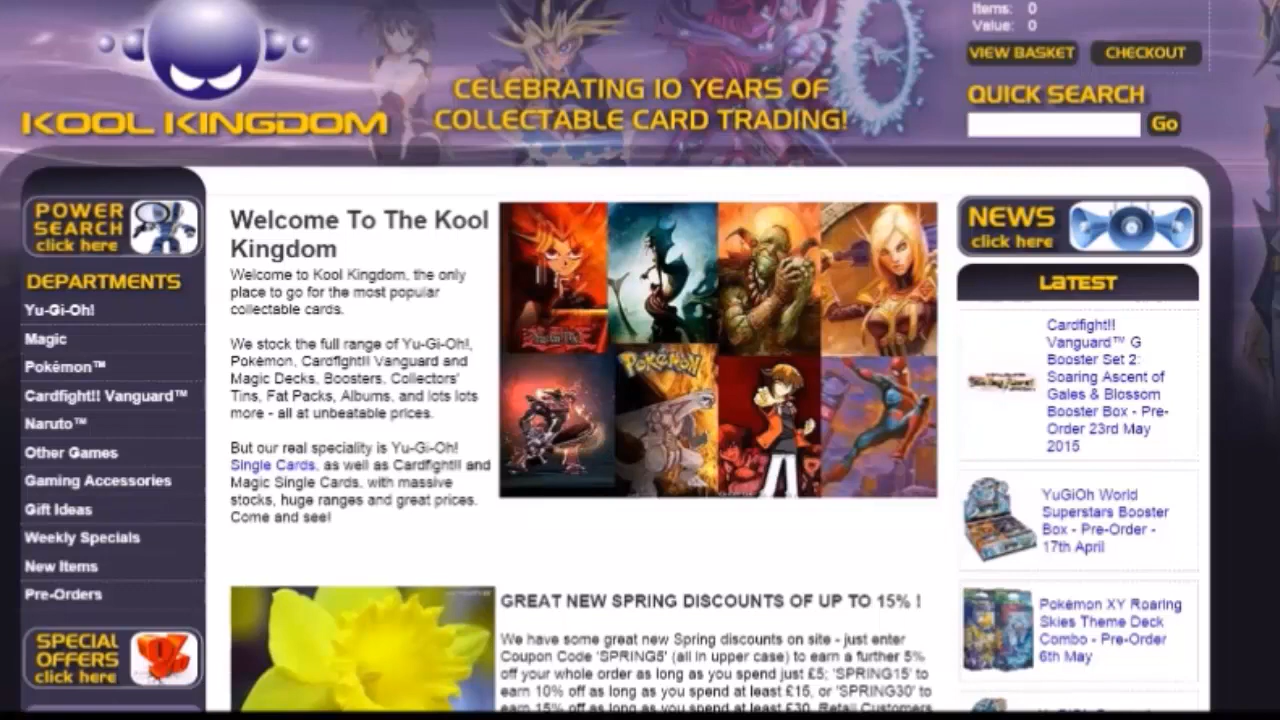 Items: 0
Value: 0
VIEW BASKET
CHECKOUT
QUICK SEARCH
Go
KOOL KINGDOM
CELEBRATING 10 YEARS OF
COLLECTABLE CARD TRADING!
POWER
SEARCH
click here
DEPARTMENTS
Yu-Gi-Oh!
Magic
Pokémon™
Cardfight!! Vanguard™
Naruto™
Other Games
Gaming Accessories
Gift Ideas
Weekly Specials
New Items
Pre-Orders
SPECIAL
OFFERS
click here
Welcome To The Kool
Kingdom
Welcome to Kool Kingdom, the only
place to go for the most popular
collectable cards.
We stock the full range of Yu-Gi-Oh!,
Pokémon, Cardfight!! Vanguard and
Magic Decks, Boosters, Collectors'
Tins, Fat Packs, Albums, and lots lots
more - all at unbeatable prices.
But our real speciality is Yu-Gi-Oh!
Single Cards, as well as Cardfight!! and
Magic Single Cards, with massive
stocks, huge ranges and great prices.
Come and see!
POKÉMON
GREAT NEW SPRING DISCOUNTS OF UP TO 15% !
We have some great new Spring discounts on site - just enter
Coupon Code 'SPRING5' (all in upper case) to earn a further 5%
off your whole order as long as you spend just £5; 'SPRING15' to
earn 10% off as long as you spend at least £15, or 'SPRING30' to
earn 15% off as long as you spend at least £30. Retail Customers
NEWS
click here
LATEST
Cardfight!!
Vanguard™ G
Booster Set 2:
Soaring Ascent of
Gales & Blossom
Booster Box - Pre-
Order 23rd May
2015
YuGiOh World
Superstars Booster
Box - Pre-Order -
17th April
Pokémon XY Roaring
Skies Theme Deck
Combo - Pre-Order
6th May